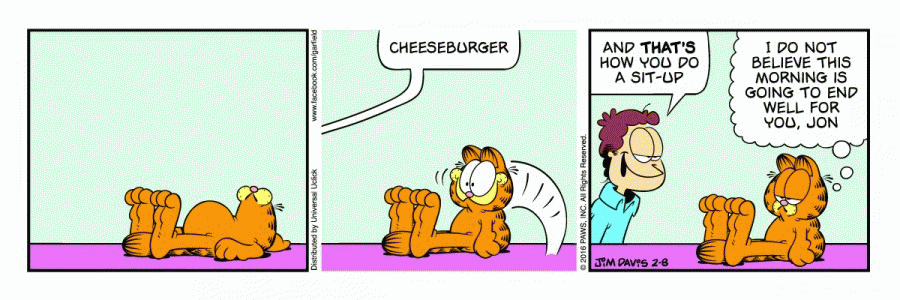 www.facebook.com/garfield
Distributed by Universal Uclick
CHEESEBURGER
© 2016 PAWS, INC. All Rights Reserved.
AND THAT'S
HOW YOU DO
A SIT-UP
I DO NOT
BELIEVE THIS
MORNING IS
GOING TO END
WELL FOR
YOU, JON
JIM DAVIS 2-8